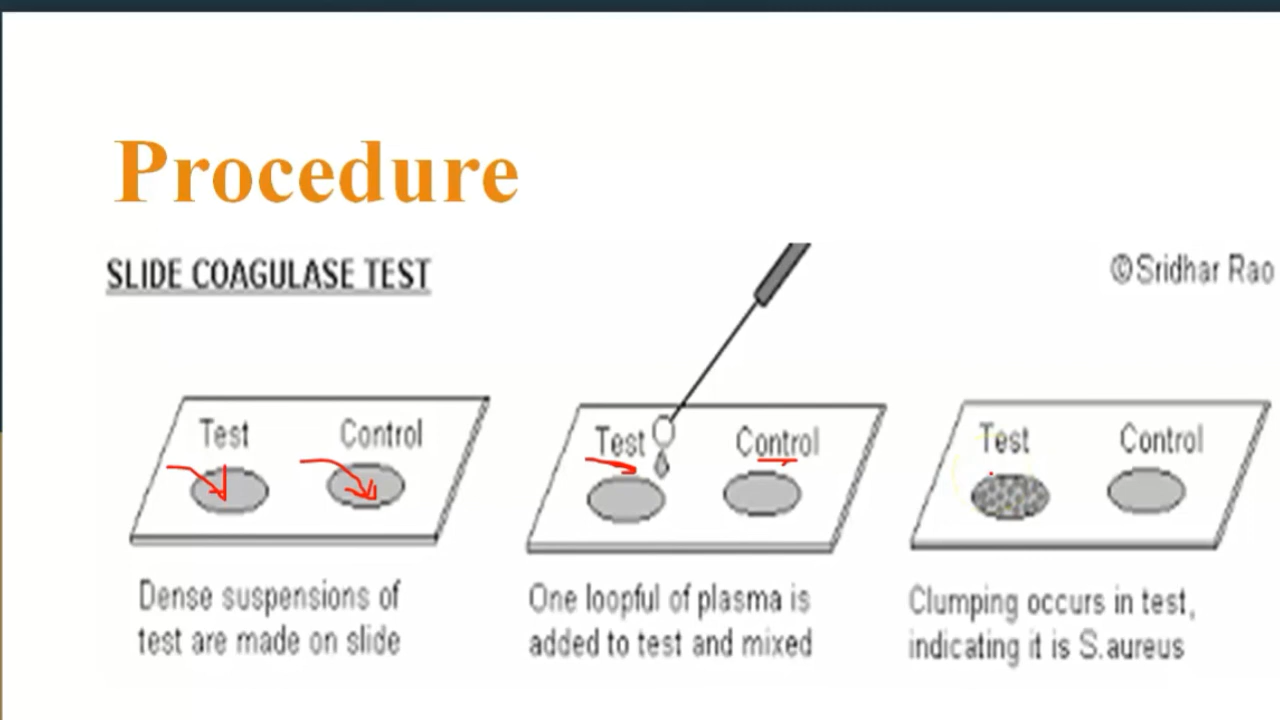 Procedure
SLIDE COAGULASE TEST
©Sridhar Rao
Test Control
Test Control
Test Control
Dense suspensions of
test are made on slide
One loopful of plasma is
added to test and mixed
Clumping occurs in test,
indicating it is S.aureus